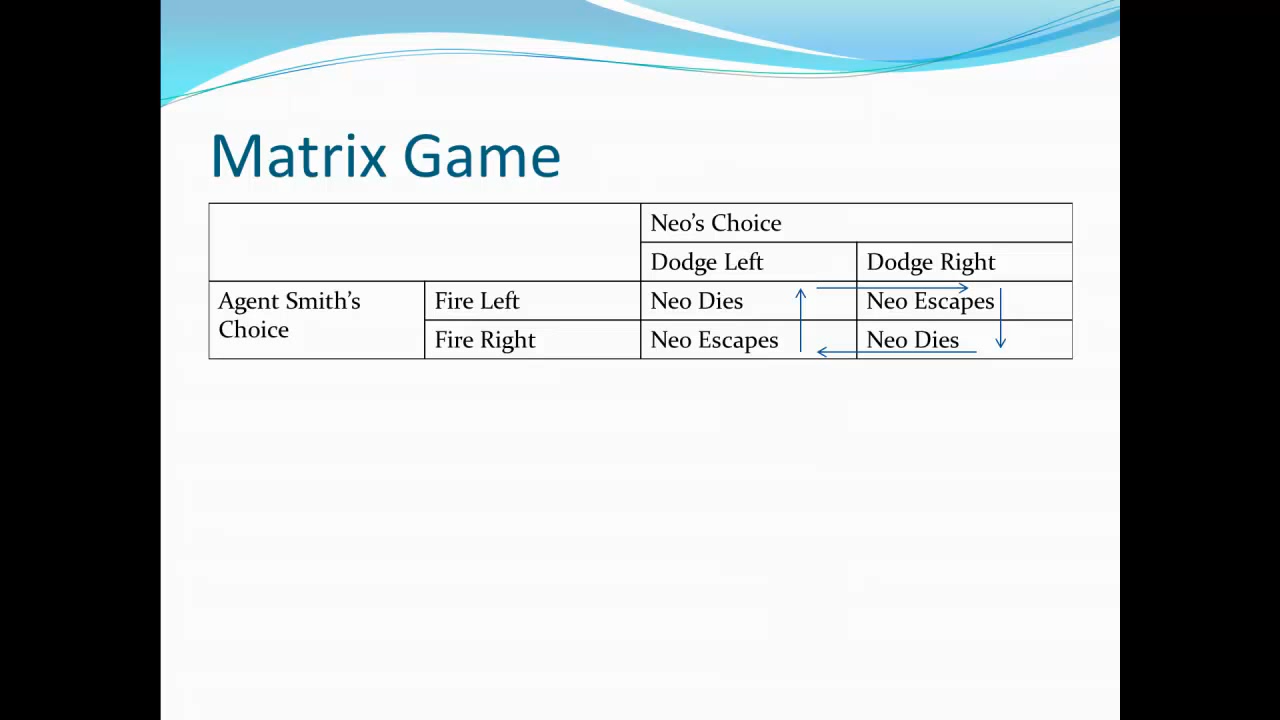 Matrix Game
Neo’s Choice
Dodge Left
Dodge Right
Agent Smith’s
Choice
Fire Left
Neo Dies
Neo Escapes
Fire Right
Neo Escapes
Neo Dies